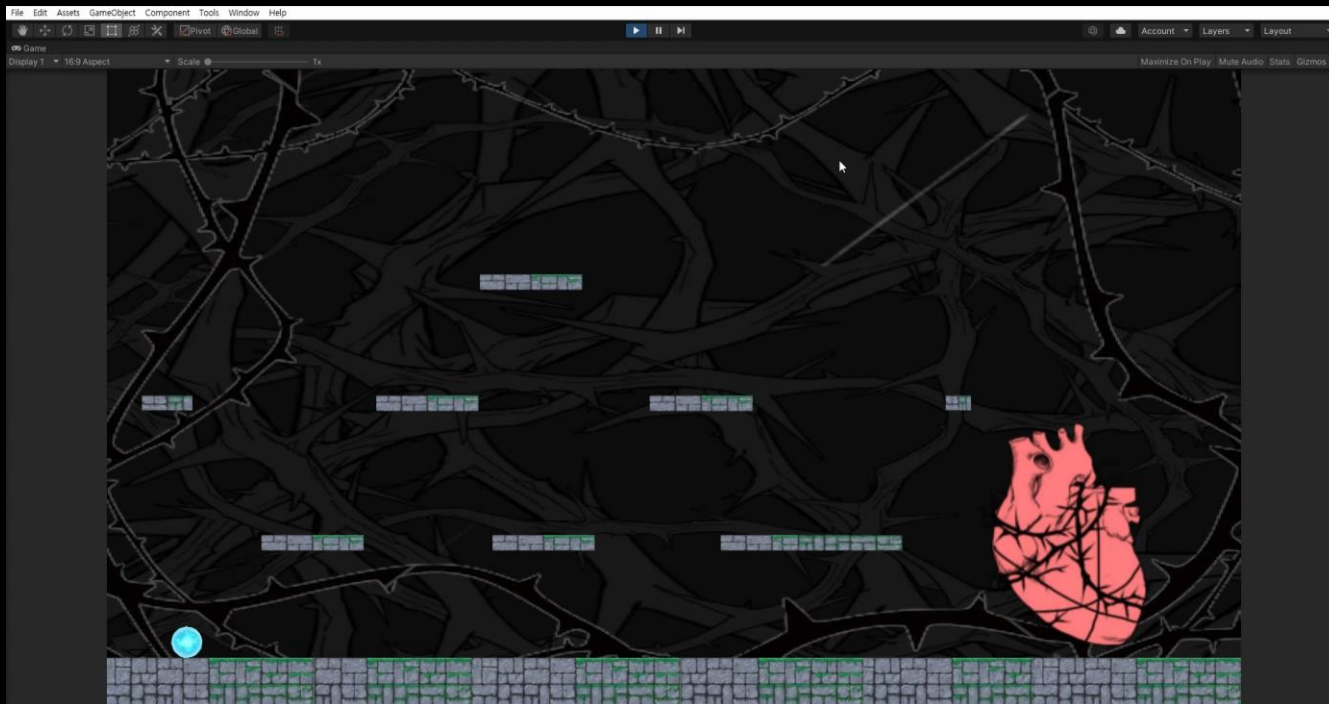 File Edit Assets GameObject Component Tools Window Help
Pivot Global Account Layers Layout
Game
Display 1 16:9 Aspect Scale 1x Maximize On Play Mute Audio Stats Gizmos